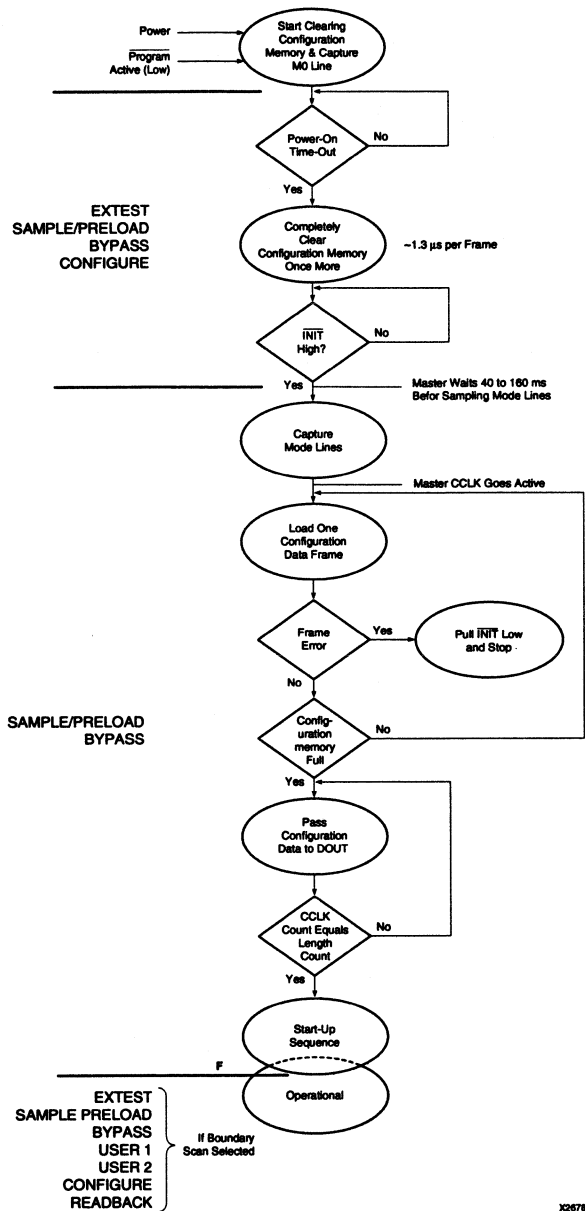 Start Clearing
Configuration
Memory & Capture
M0 Line
Power
Program
Active (Low)
Power-On
Time-Out
No
Yes
EXTEST
SAMPLE/PRELOAD
BYPASS
CONFIGURE
Completely
Clear
Configuration Memory
Once More
~1.3 µs per Frame
INIT
High?
No
Yes
Master Waits 40 to 160 ms
Befor Sampling Mode Lines
Capture
Mode Lines
Master CCLK Goes Active
Load One
Configuration
Data Frame
Frame
Error
Yes
Pull INIT Low
and Stop
No
SAMPLE/PRELOAD
BYPASS
Config-
uration
memory
Full
No
Yes
Pass
Configuration
Data to DOUT
CCLK
Count Equals
Length
Count
No
Yes
Start-Up
Sequence
F
Operational
EXTEST
SAMPLE PRELOAD
BYPASS
USER 1
USER 2
CONFIGURE
READBACK
If Boundary
Scan Selected
X2678